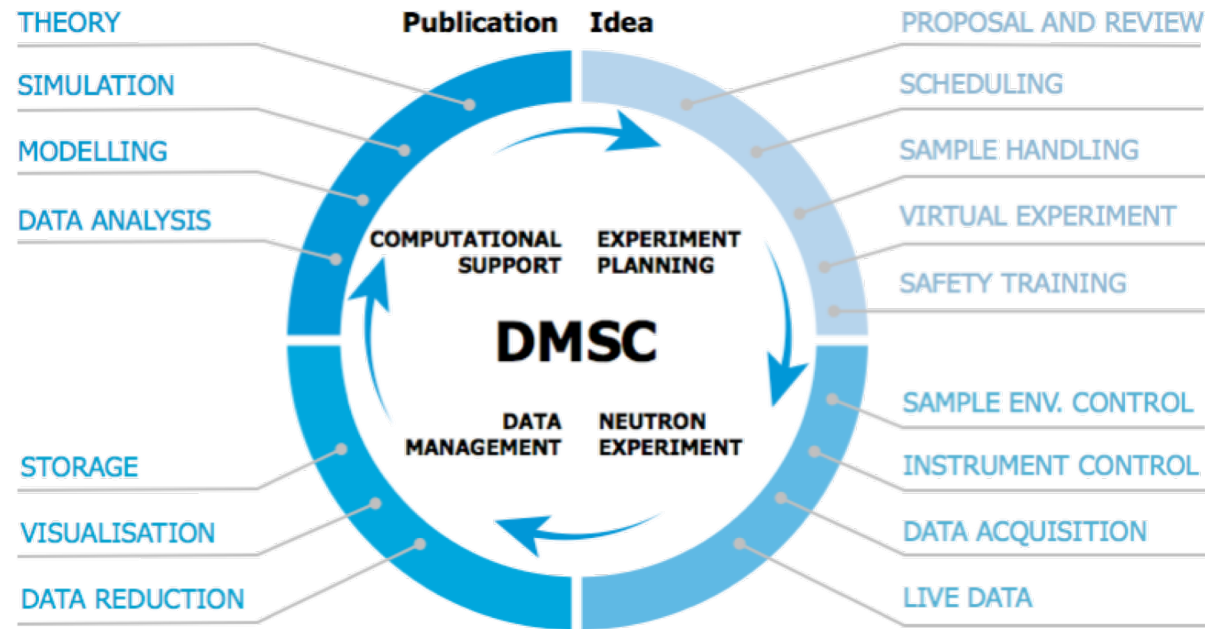 Publication Idea
THEORY
SIMULATION
MODELLING
DATA ANALYSIS
PROPOSAL AND REVIEW
SCHEDULING
SAMPLE HANDLING
VIRTUAL EXPERIMENT
SAFETY TRAINING
COMPUTATIONAL
SUPPORT
EXPERIMENT
PLANNING
DMSC
DATA
MANAGEMENT
NEUTRON
EXPERIMENT
STORAGE
VISUALISATION
DATA REDUCTION
SAMPLE ENV. CONTROL
INSTRUMENT CONTROL
DATA ACQUISITION
LIVE DATA